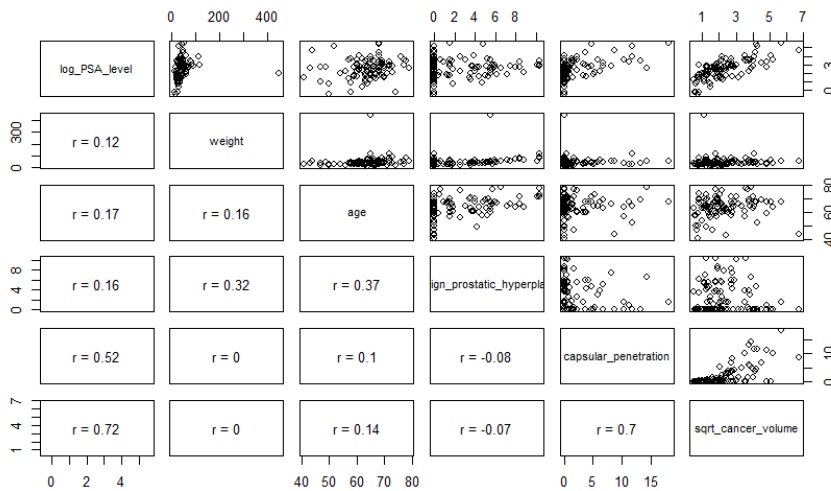 0 200 400
0 2 4 6 8
1 3 5 7
log_PSA_level
0 3
0 300
r = 0.12
weight
r = 0.17
r = 0.16
age
40 60 80
0 4 8
r = 0.16
r = 0.32
r = 0.37
ign_prostatic_hyperpla
r = 0.52
r = 0
r = 0.1
r = -0.08
capsular_penetration
0 10
1 4 7
r = 0.72
r = 0
r = 0.14
r = -0.07
r = 0.7
sqrt_cancer_volume
0 2 4
40 50 60 70 80
0 5 10 15